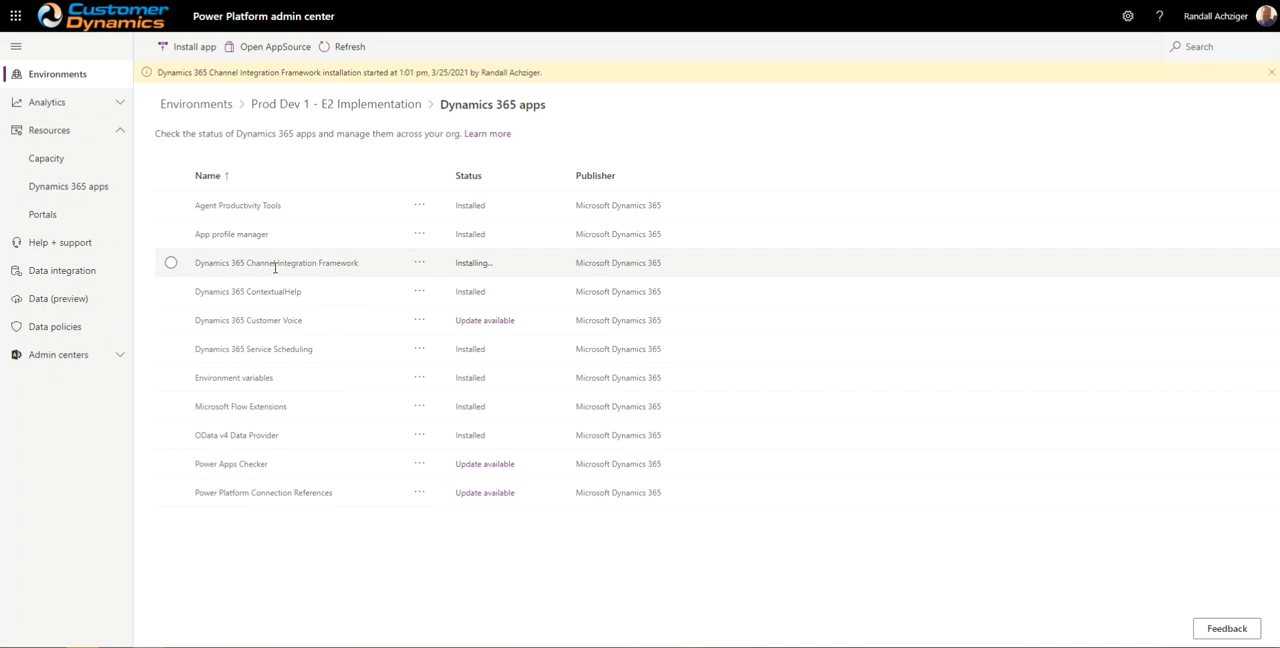 Customer Dynamics
Power Platform admin center
Randall Achziger
Install app
Open AppSource
Refresh
Search
Environments
Analytics
Resources
Capacity
Dynamics 365 apps
Portals
Help + support
Data integration
Data (preview)
Data policies
Admin centers
Dynamics 365 Channel Integration Framework installation started at 1:01 pm, 3/25/2021 by Randall Achziger.
Environments > Prod Dev 1 - E2 Implementation > Dynamics 365 apps
Check the status of Dynamics 365 apps and manage them across your org. Learn more
Name ↑ Status Publisher
Agent Productivity Tools ... Installed Microsoft Dynamics 365
App profile manager ... Installed Microsoft Dynamics 365
Dynamics 365 Channel Integration Framework ... Installing... Microsoft Dynamics 365
Dynamics 365 ContextualHelp ... Installed Microsoft Dynamics 365
Dynamics 365 Customer Voice ... Update available Microsoft Dynamics 365
Dynamics 365 Service Scheduling ... Installed Microsoft Dynamics 365
Environment variables ... Installed Microsoft Dynamics 365
Microsoft Flow Extensions ... Installed Microsoft Dynamics 365
OData v4 Data Provider ... Installed Microsoft Dynamics 365
Power Apps Checker ... Update available Microsoft Dynamics 365
Power Platform Connection References ... Update available Microsoft Dynamics 365
Feedback